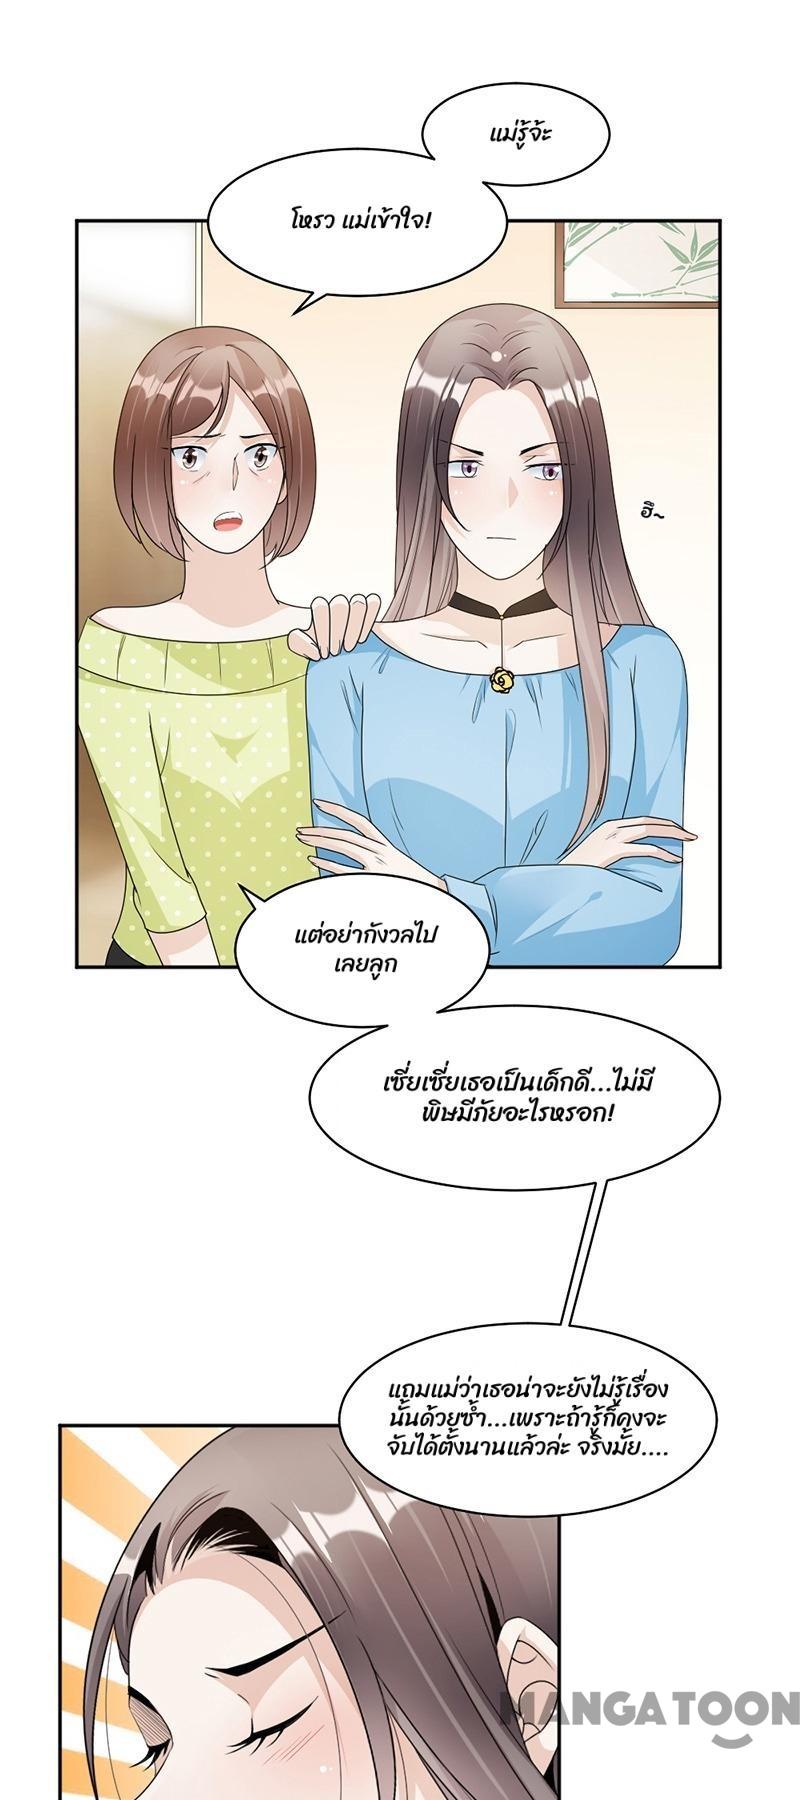 แม่รู้จ้ะ
โหรว แม่เข้าใจ!
ฮึ~
แต่อย่ากังวลไป
เลยลูก
เซี่ยเซี่ยเธอเป็นเด็กดี...ไม่มี
พิษมีภัยอะไรหรอก!
แถมแม่ว่าเธอน่าจะยังไม่รู้เรื่อง
นั้นด้วยซ้ำ...เพราะถ้ารู้ก็คงจะ
จับได้ตั้งนานแล้วล่ะ จริงมั้ย....
MANGATOON